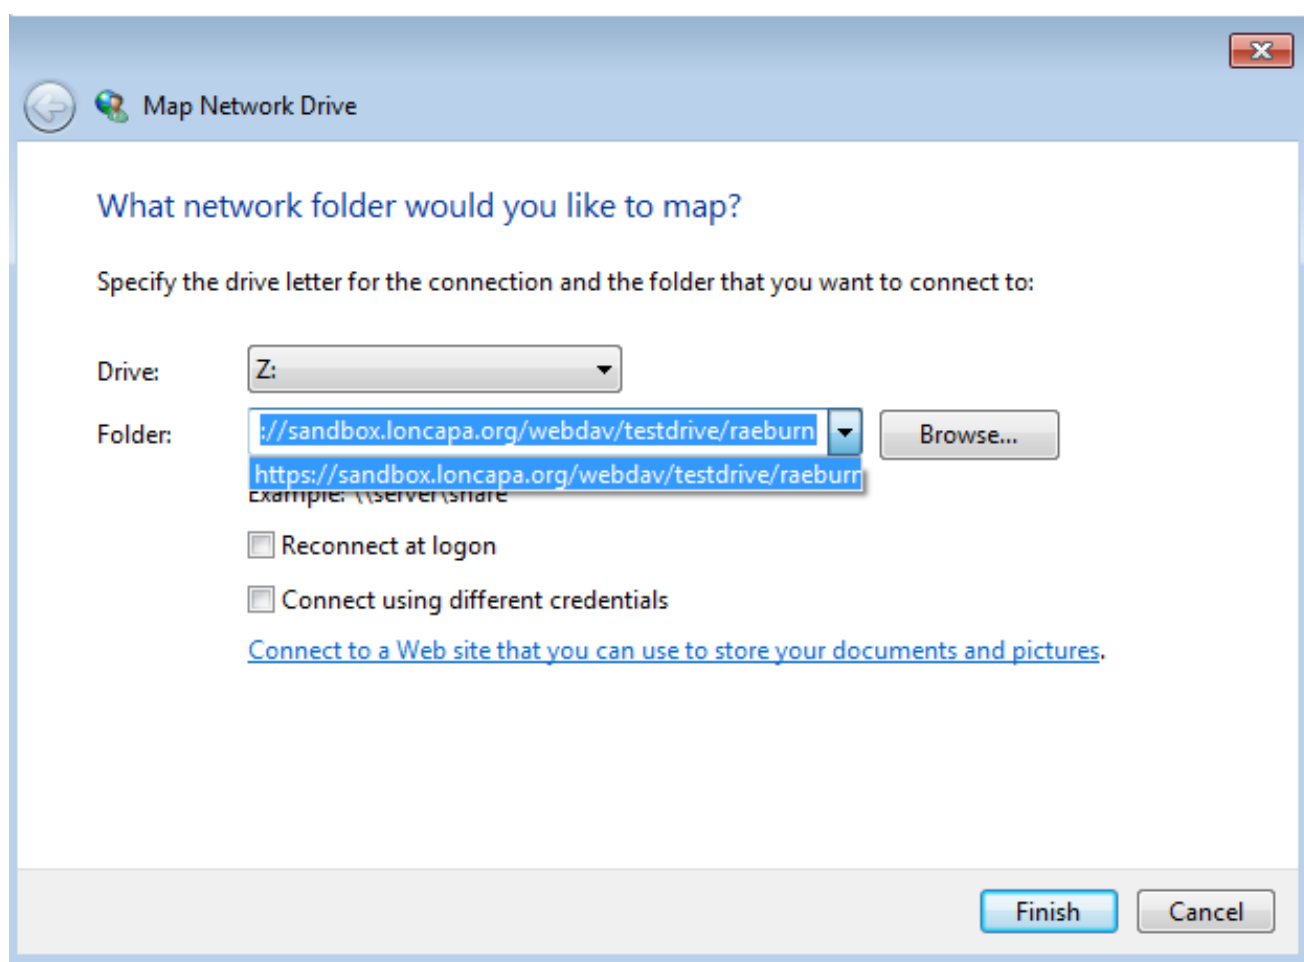 Map Network Drive
What network folder would you like to map?
Specify the drive letter for the connection and the folder that you want to connect to:
Drive: Z:
Folder: ://sandbox.loncapa.org/webdav/testdrive/raeburn Browse...
https://sandbox.loncapa.org/webdav/testdrive/raeburn
Example: \\server\share
Reconnect at logon
Connect using different credentials
Connect to a Web site that you can use to store your documents and pictures.
Finish Cancel